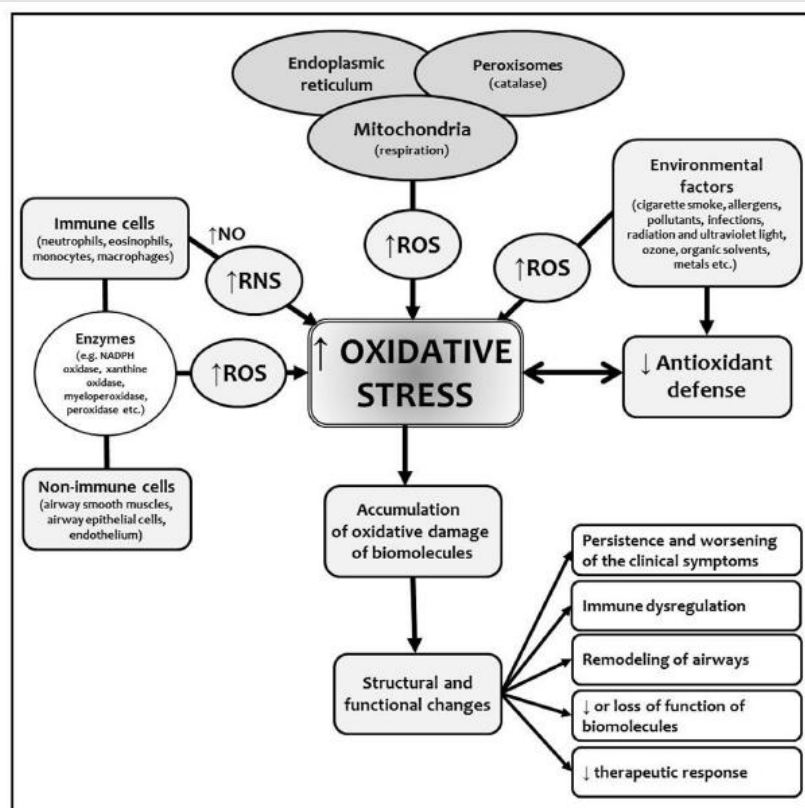 Endoplasmic
reticulum
Peroxisomes
(catalase)
Mitochondria
(respiration)
Environmental
factors
(cigarette smoke, allergens,
pollutants, infections,
radiation and ultraviolet light,
ozone, organic solvents,
metals etc.)
Immune cells
(neutrophils, eosinophils,
monocytes, macrophages)
↑NO
↑RNS
↑ROS
↑ROS
Enzymes
(e.g. NADPH
oxidase, xanthine
oxidase,
myeloperoxidase,
peroxidase etc.)
↑ROS
↑ OXIDATIVE
STRESS
↓ Antioxidant
defense
Non-immune cells
(airway smooth muscles,
airway epithelial cells,
endothelium)
Accumulation
of oxidative damage
of biomolecules
Structural and
functional changes
Persistence and worsening
of the clinical symptoms
Immune dysregulation
Remodeling of airways
↓ or loss of function of
biomolecules
↓ therapeutic response